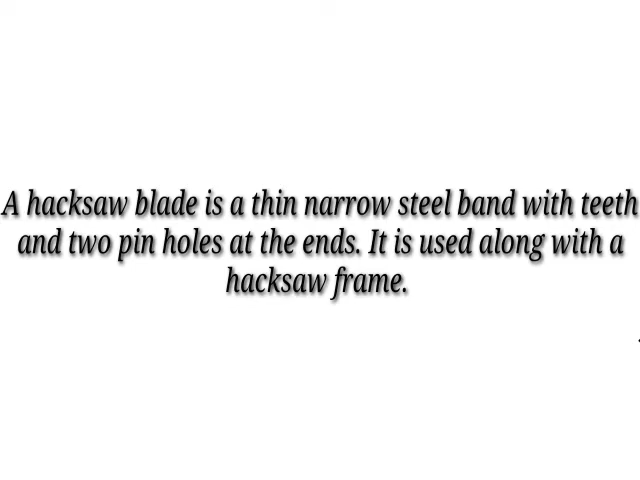 A hacksaw blade is a thin narrow steel band with teeth
and two pin holes at the ends. It is used along with a
hacksaw frame.